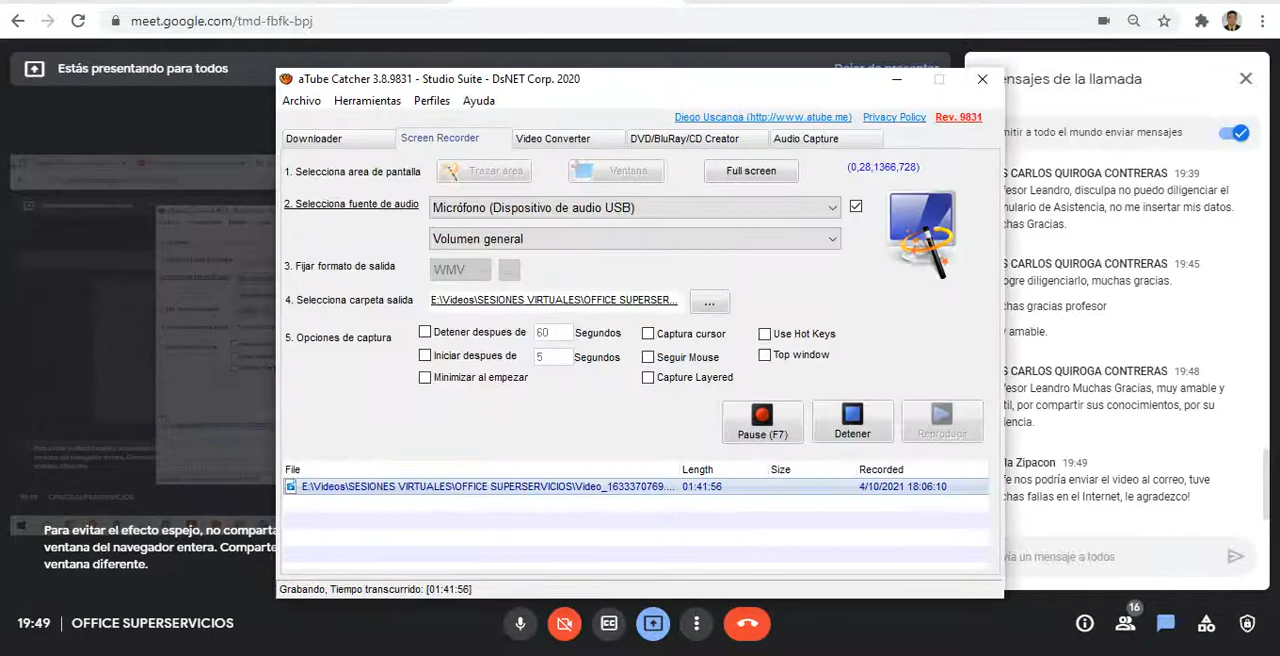 meet.google.com/tmd-fbfk-bpj
Estás presentando para todos
Dejar de presentar
aTube Catcher 3.8.9831 - Studio Suite - DsNET Corp. 2020
Archivo Herramientas Perfiles Ayuda
Diego Uscanga (http://www.atube.me) Privacy Policy Rev. 9831
Downloader Screen Recorder Video Converter DVD/BluRay/CD Creator Audio Capture
1. Selecciona area de pantalla Trazar area Ventana Full screen (0,28,1366,728)
2. Selecciona fuente de audio Micrófono (Dispositivo de audio USB)
Volumen general
3. Fijar formato de salida WMV ...
4. Selecciona carpeta salida E:\Videos\SESIONES VIRTUALES\OFFICE SUPERSER... ...
5. Opciones de captura
Detener despues de 60 Segundos Captura cursor Use Hot Keys
Iniciar despues de 5 Segundos Seguir Mouse Top window
Minimizar al empezar Capture Layered
Pause (F7) Detener Reproducir
File Length Size Recorded
E:\Videos\SESIONES VIRTUALES\OFFICE SUPERSERVICIOS\Video_1633370769.... 01:41:56 4/10/2021 18:06:10
Grabando, Tiempo transcurrido: [01:41:56]
Para evitar el efecto espejo, no comparta
ventana del navegador entera. Comparte
ventana diferente.
ensajes de la llamada
mitir a todo el mundo enviar mensajes
S CARLOS QUIROGA CONTRERAS 19:39
fesor Leandro, disculpa no puedo diligenciar el
mulario de Asistencia, no me insertar mis datos.
chas Gracias.
S CARLOS QUIROGA CONTRERAS 19:45
ogre diligenciarlo, muchas gracias.
chas gracias profesor
amable.
S CARLOS QUIROGA CONTRERAS 19:48
fesor Leandro Muchas Gracias, muy amable y
til, por compartir sus conocimientos, por su
iencia.
la Zipacon 19:49
fe nos podría enviar el video al correo, tuve
chas fallas en el Internet, le agradezco!
vía un mensaje a todos
19:49 | OFFICE SUPERSERVICIOS
16